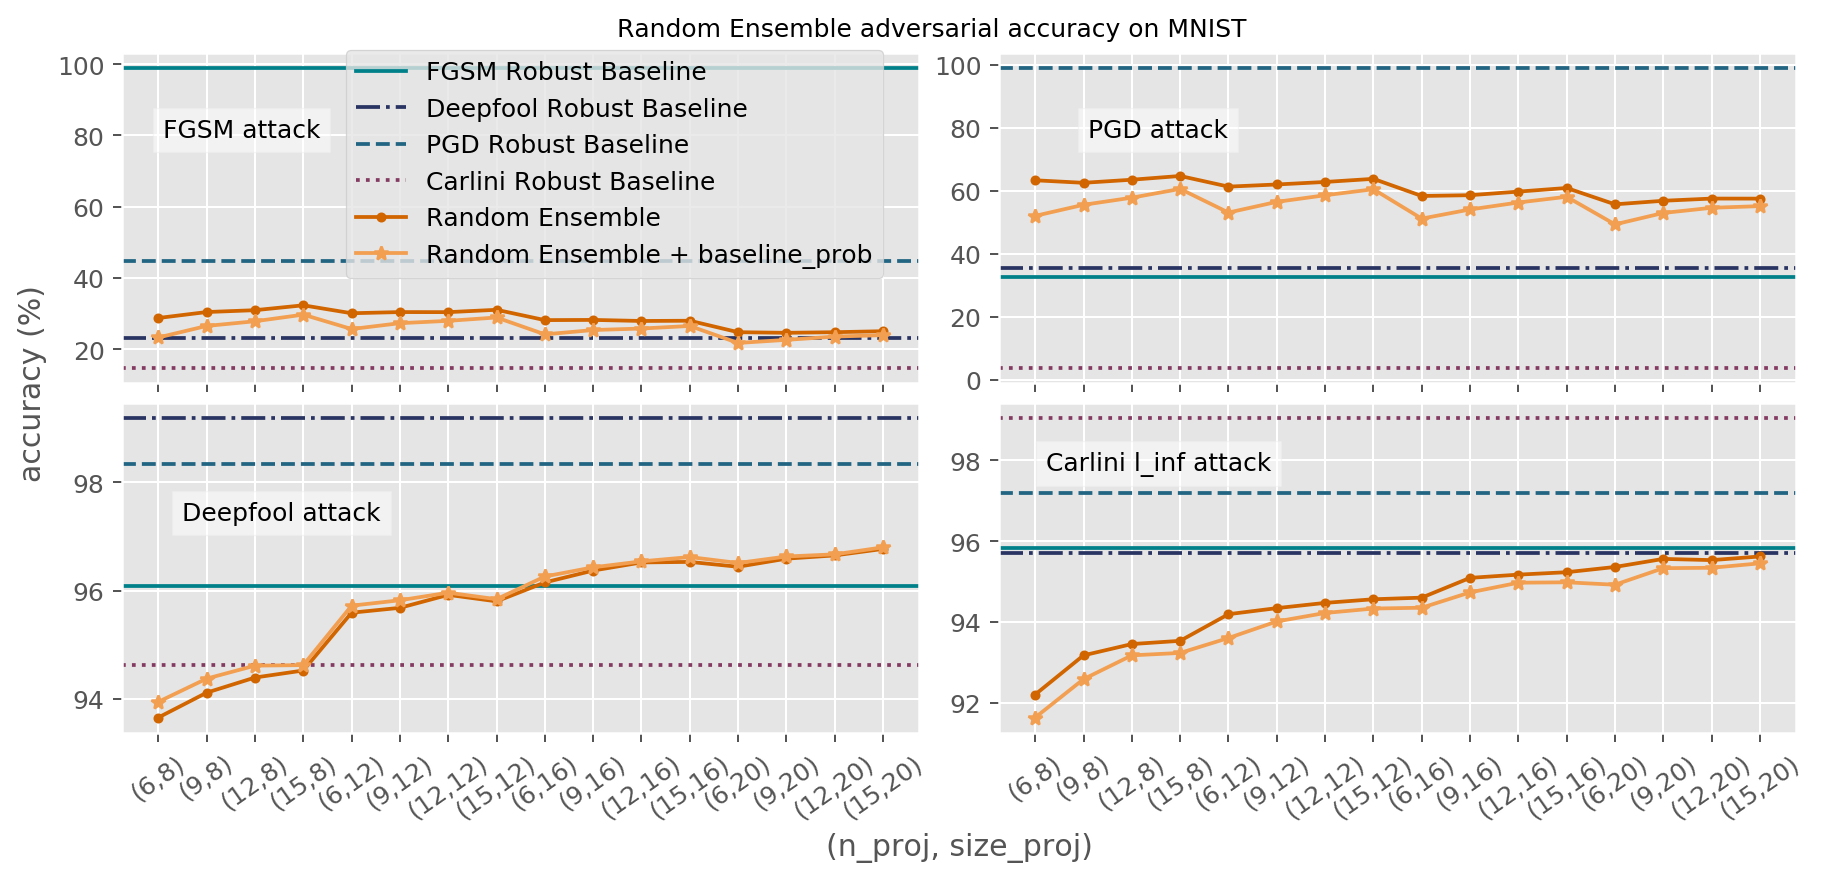 Random Ensemble adversarial accuracy on MNIST
FGSM Robust Baseline
Deepfool Robust Baseline
PGD Robust Baseline
Carlini Robust Baseline
Random Ensemble
Random Ensemble + baseline_prob
FGSM attack
100
80
60
40
20
PGD attack
100
80
60
40
20
0
accuracy (%)
Deepfool attack
98
96
94
Carlini l_inf attack
98
96
94
92
(6,8) (9,8) (12,8) (15,8) (6,12) (9,12) (12,12) (15,12) (6,16) (9,16) (12,16) (15,16) (6,20) (9,20) (12,20) (15,20)
(6,8) (9,8) (12,8) (15,8) (6,12) (9,12) (12,12) (15,12) (6,16) (9,16) (12,16) (15,16) (6,20) (9,20) (12,20) (15,20)
(n_proj, size_proj)